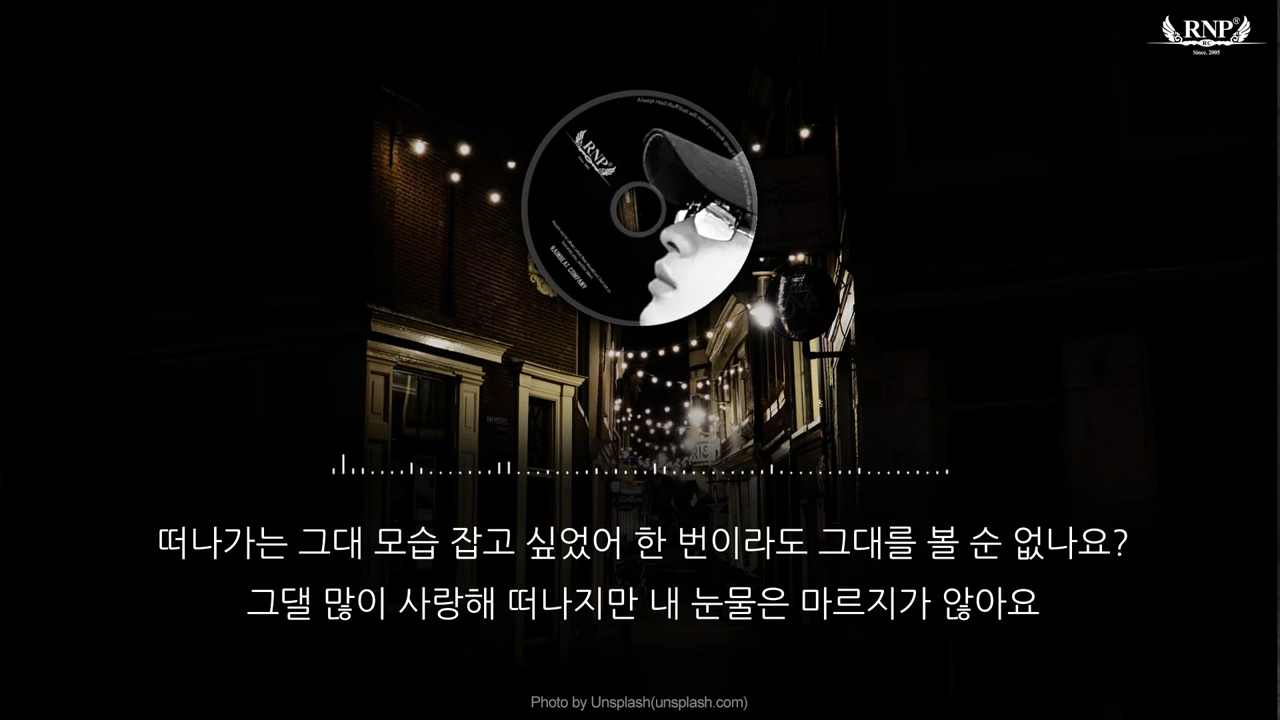 RNP®
RC
Since. 2005
RNP®
RAINBEAT COMPANY
떠나가는 그대 모습 잡고 싶었어 한 번이라도 그대를 볼 순 없나요?
그댈 많이 사랑해 떠나지만 내 눈물은 마르지가 않아요
Photo by Unsplash(unsplash.com)